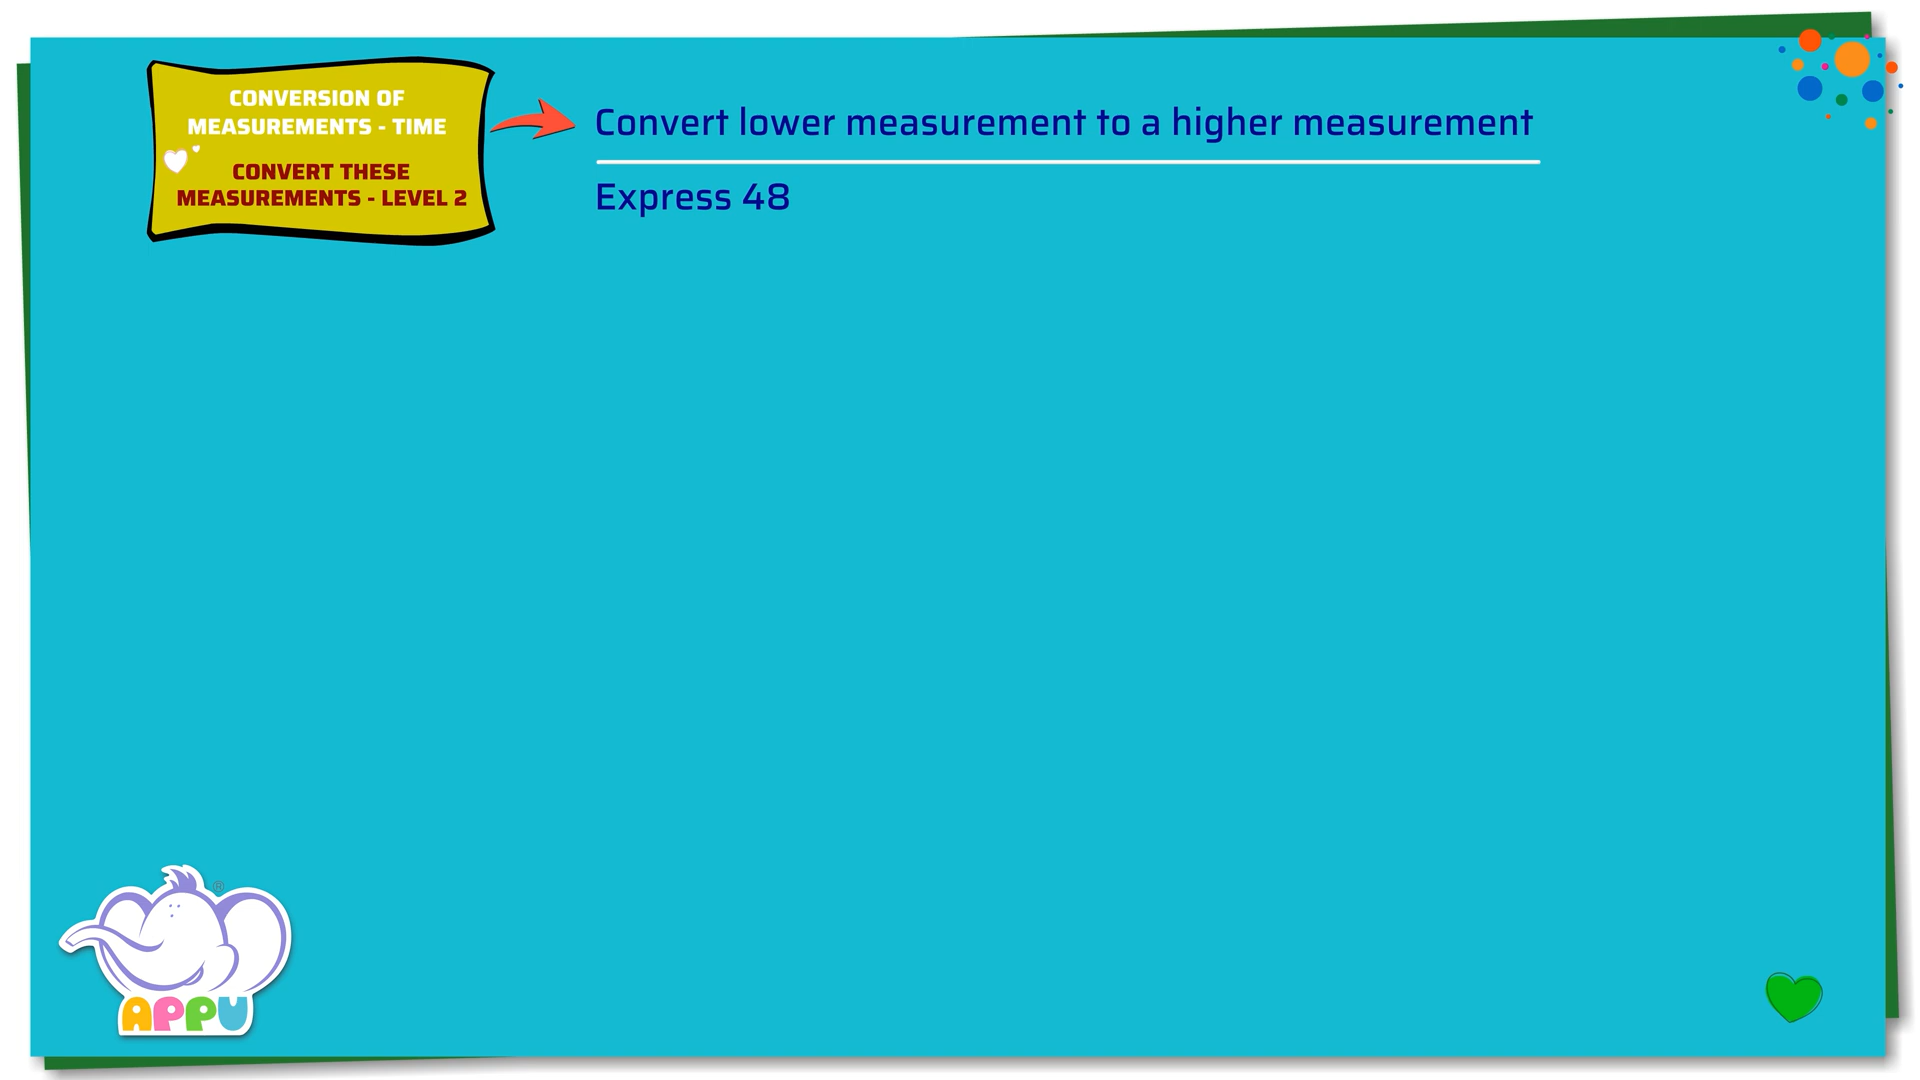 CONVERSION OF
MEASUREMENTS - TIME
CONVERT THESE
MEASUREMENTS - LEVEL 2
Convert lower measurement to a higher measurement
Express 48
®
APPU